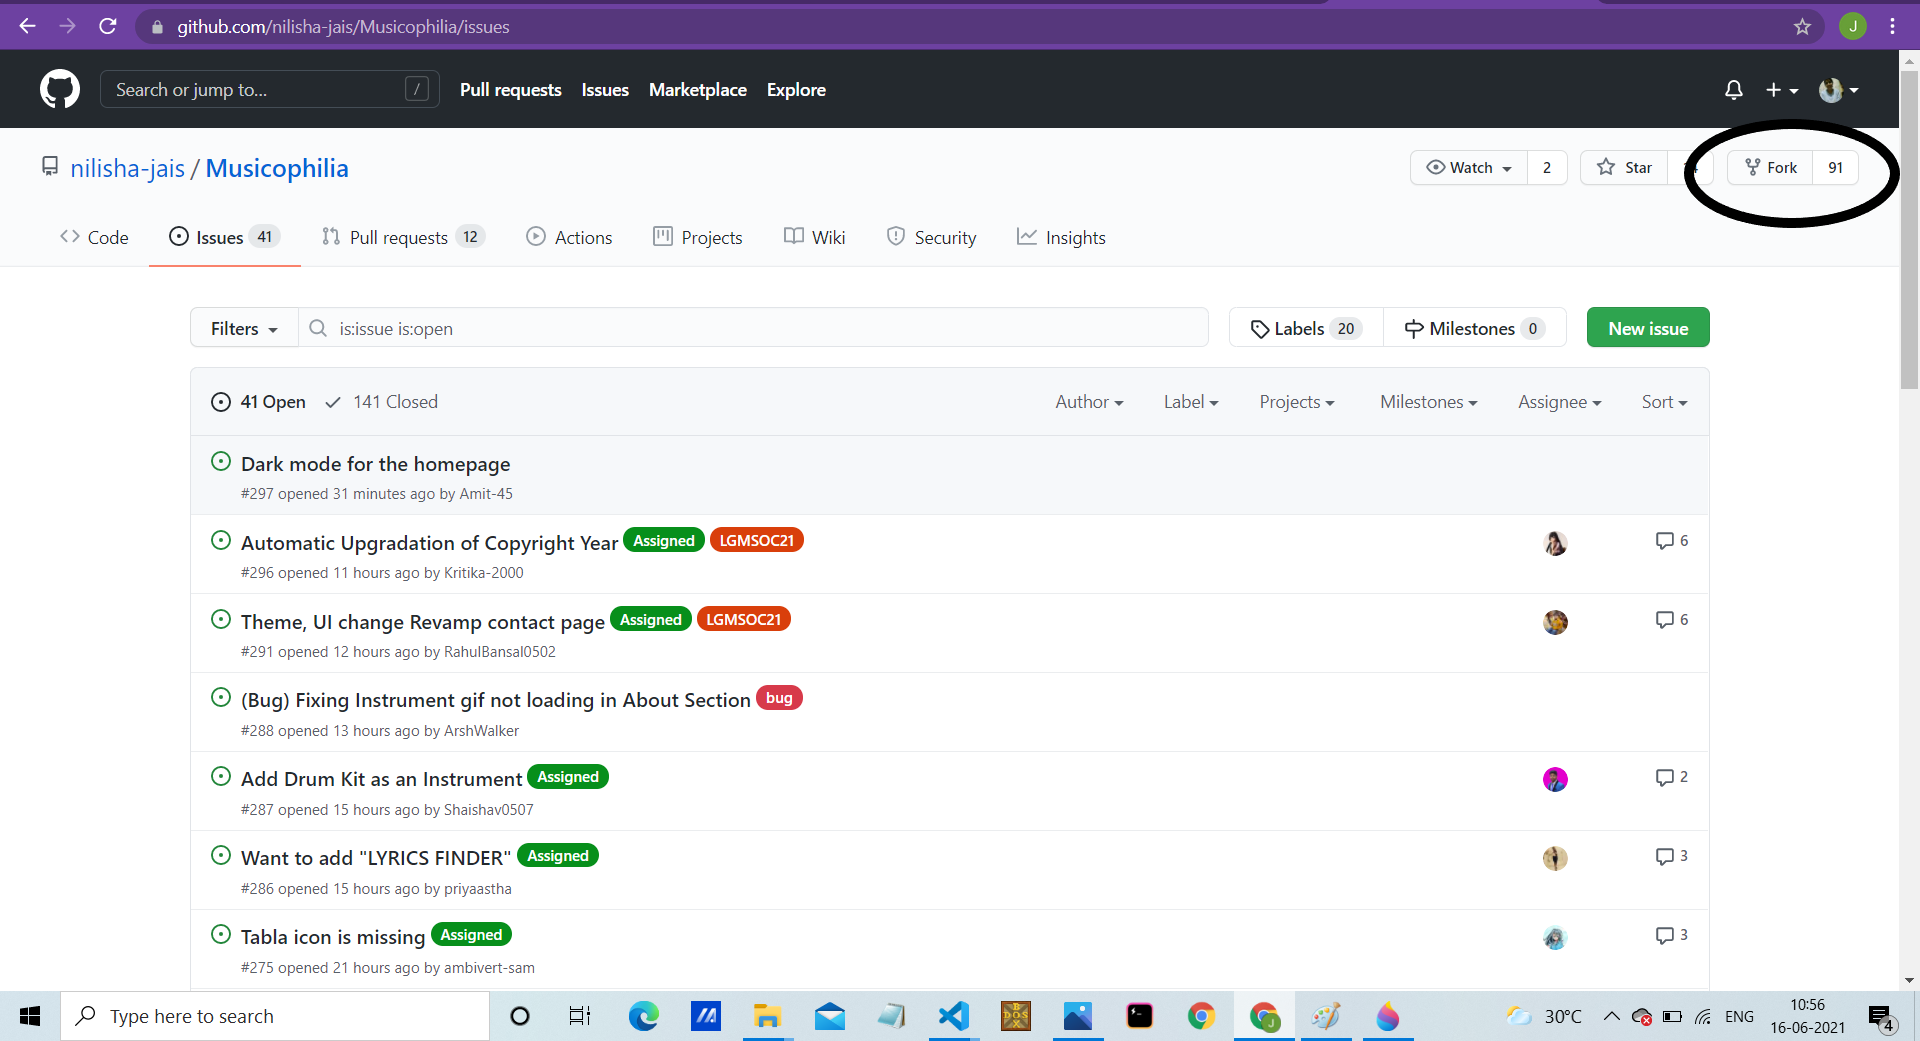 github.com/nilisha-jais/Musicophilia/issues
J
Search or jump to... /
Pull requests Issues Marketplace Explore
nilisha-jais / Musicophilia
Watch 2 Star Fork 91
Code Issues 41 Pull requests 12 Actions Projects Wiki Security Insights
Filters is:issue is:open Labels 20 Milestones 0 New issue
41 Open 141 Closed Author Label Projects Milestones Assignee Sort
Dark mode for the homepage
#297 opened 31 minutes ago by Amit-45
Automatic Upgradation of Copyright Year Assigned LGMSOC21 6
#296 opened 11 hours ago by Kritika-2000
Theme, UI change Revamp contact page Assigned LGMSOC21 6
#291 opened 12 hours ago by RahulBansal0502
(Bug) Fixing Instrument gif not loading in About Section bug
#288 opened 13 hours ago by ArshWalker
Add Drum Kit as an Instrument Assigned 2
#287 opened 15 hours ago by Shaishav0507
Want to add "LYRICS FINDER" Assigned 3
#286 opened 15 hours ago by priyaastha
Tabla icon is missing Assigned 3
#275 opened 21 hours ago by ambivert-sam
Type here to search
DOS
J
30°C
ENG
10:56
16-06-2021
4